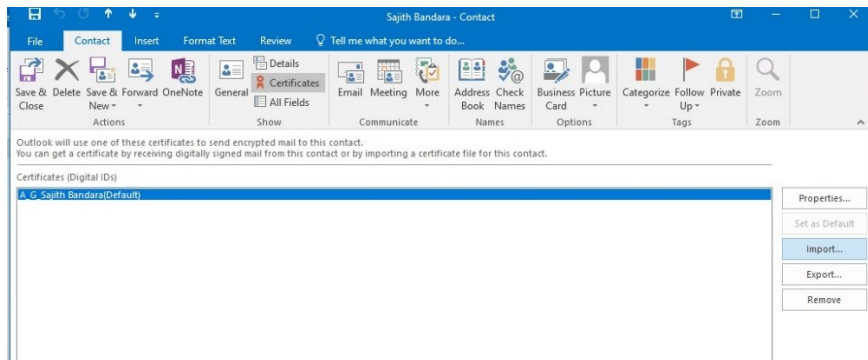 Sajith Bandara - Contact
File Contact Insert Format Text Review Tell me what you want to do...
Save & Close Delete Save & New Forward OneNote General Details Certificates All Fields Email Meeting More Address Book Check Names Business Card Picture Categorize Follow Up Private Zoom
Actions Show Communicate Names Options Tags Zoom
Outlook will use one of these certificates to send encrypted mail to this contact.
You can get a certificate by receiving digitally signed mail from this contact or by importing a certificate file for this contact.
Certificates (Digital IDs)
A_G_Sajith Bandara(Default)
Properties...
Set as Default
Import...
Export...
Remove